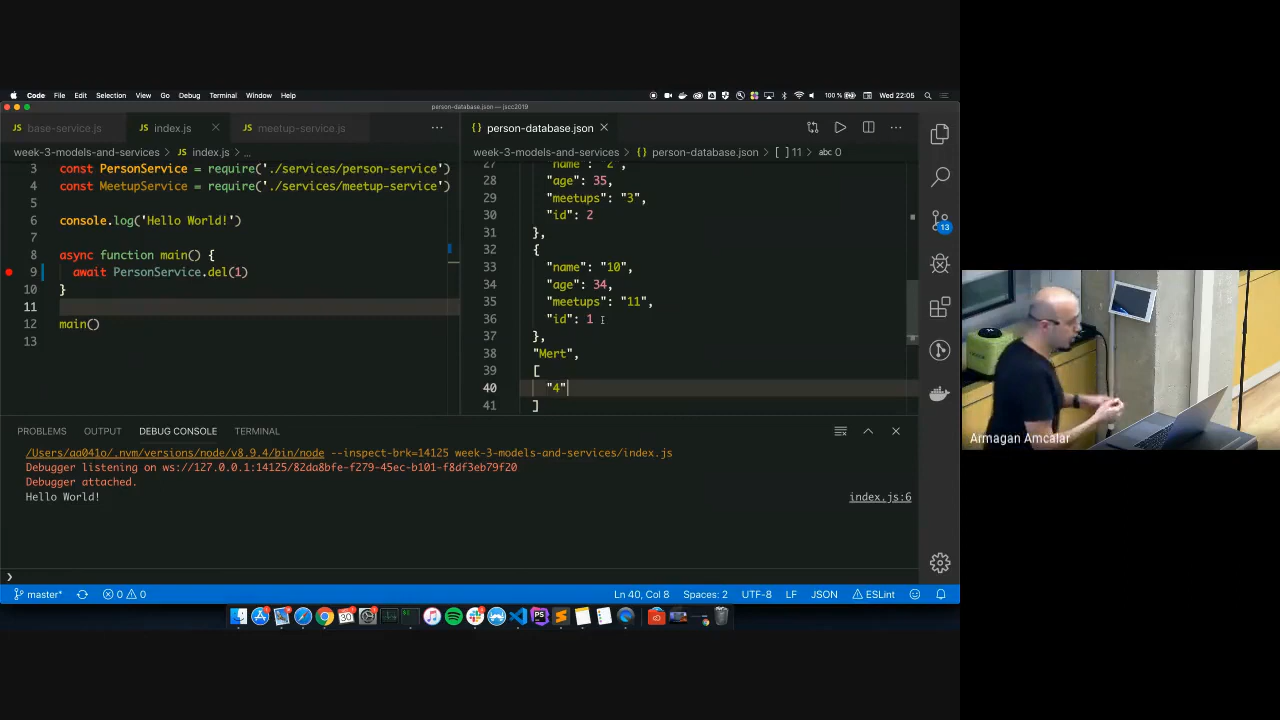 Code File Edit Selection View Go Debug Terminal Window Help
100 % Wed 22:05
person-database.json — jscc2019
base-service.js
index.js
meetup-service.js
week-3-models-and-services › index.js › ...
3 const PersonService = require('./services/person-service')
4 const MeetupService = require('./services/meetup-service')
5
6 console.log('Hello World!')
7
8 async function main() {
9 await PersonService.del(1)
10 }
11
12 main()
13
{} person-database.json
week-3-models-and-services › {} person-database.json › [ ] 11 › abc 0
27 "name": "2",
28 "age": 35,
29 "meetups": "3",
30 "id": 2
31 },
32 {
33 "name": "10",
34 "age": 34,
35 "meetups": "11",
36 "id": 1
37 },
38 "Mert",
39 [
40 "4"
41 ]
13
PROBLEMS OUTPUT DEBUG CONSOLE TERMINAL
/Users/aa041o/.nvm/versions/node/v8.9.4/bin/node --inspect-brk=14125 week-3-models-and-services/index.js
Debugger listening on ws://127.0.0.1:14125/82da8bfe-f279-45ec-b101-f8df3eb79f20
Debugger attached.
Hello World! index.js:6
master* 0 0 Ln 40, Col 8 Spaces: 2 UTF-8 LF JSON ESLint
PS
Armagan Amcalar